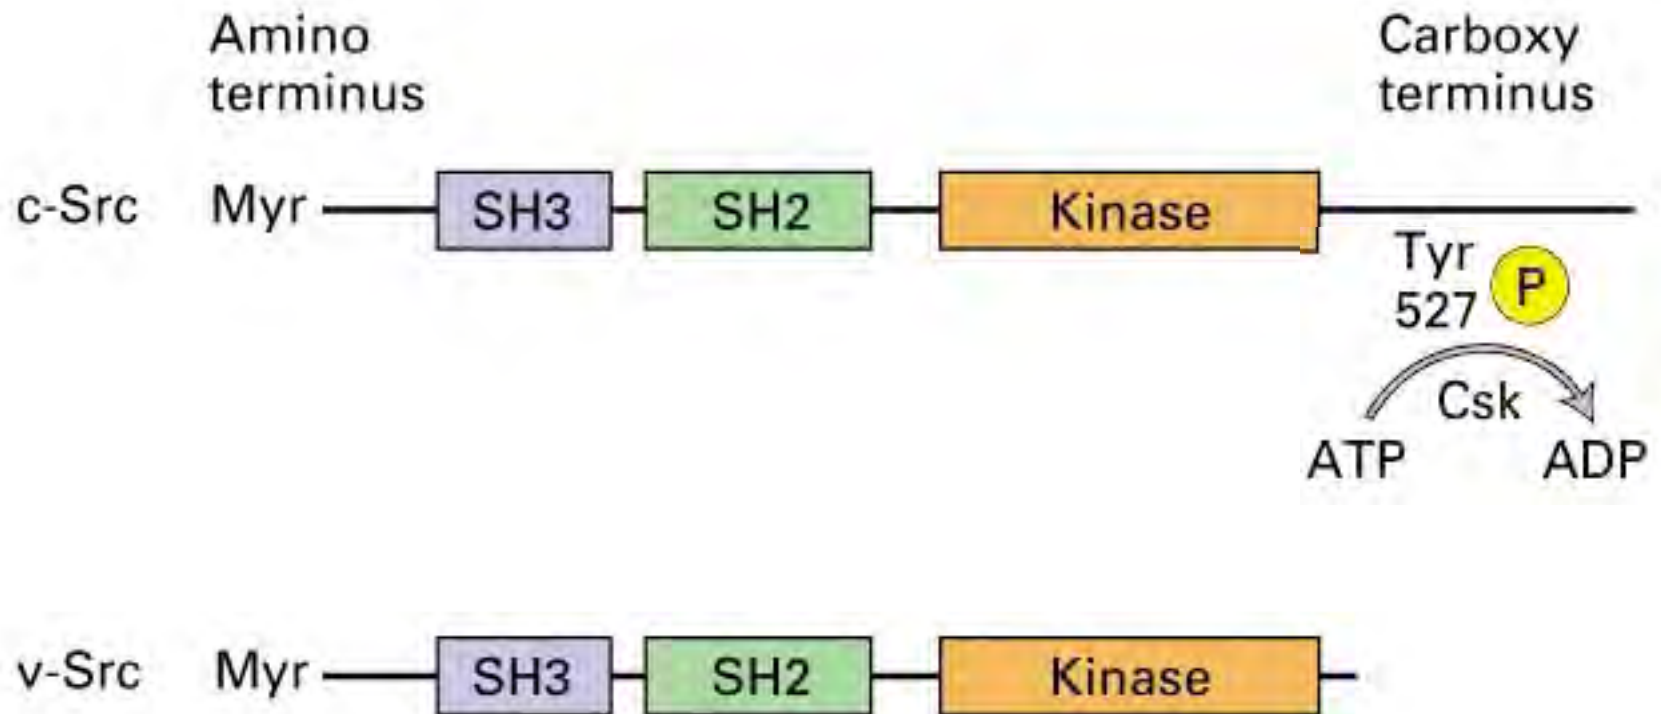 Amino
terminus
Carboxy
terminus
c-Src Myr SH3 SH2 Kinase
Tyr
527 P
Csk
ATP ADP
v-Src Myr SH3 SH2 Kinase